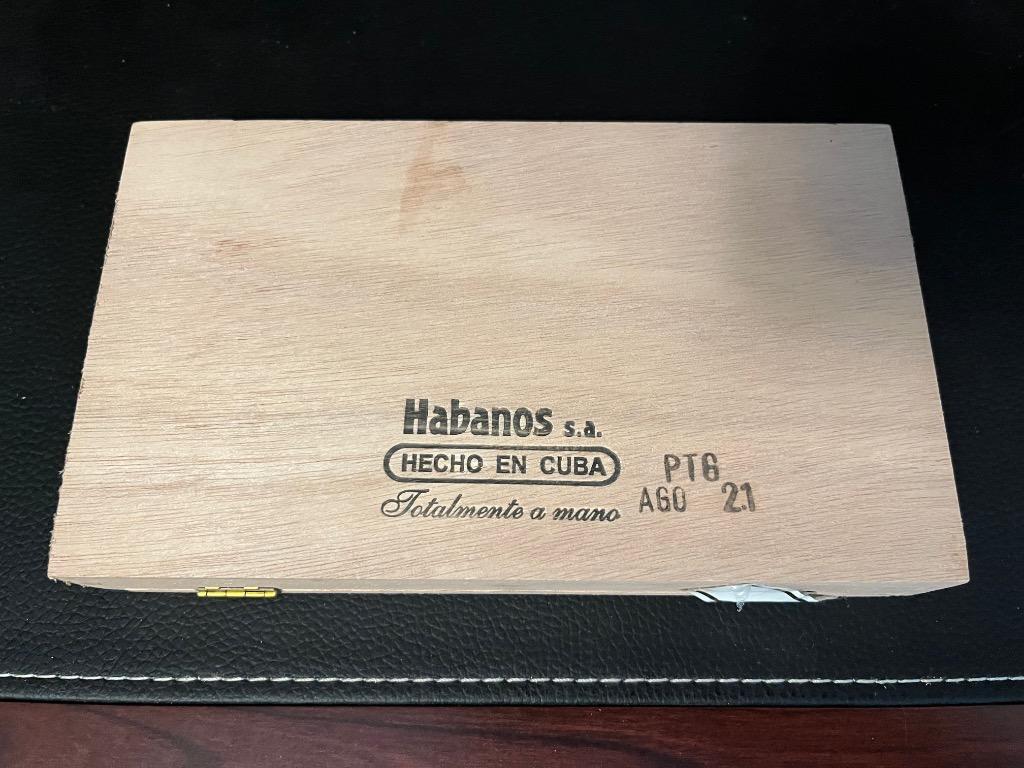 Habanos s.a.
HECHO EN CUBA
Totalmente a mano
PTG
AGO 21